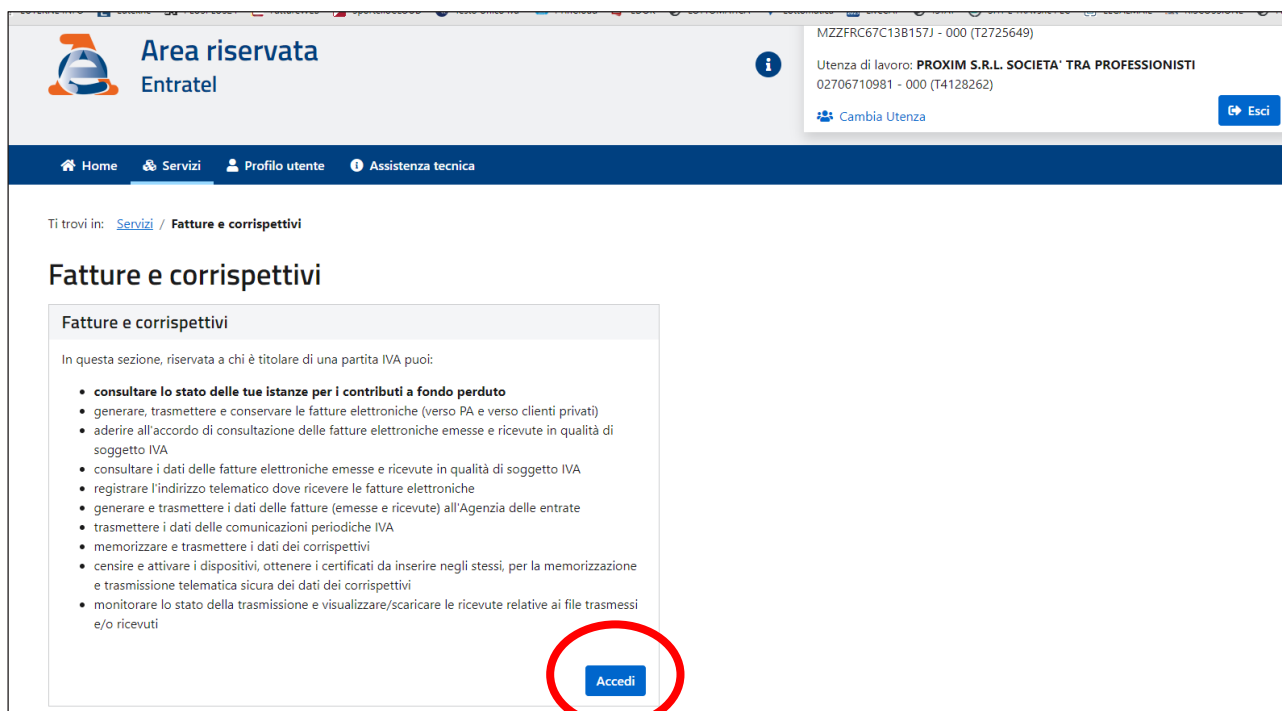 MZZFRC67C13B157J - 000 (T2725649)
Area riservata
Entratel
Utenza di lavoro: PROXIM S.R.L. SOCIETA' TRA PROFESSIONISTI
02706710981 - 000 (T4128262)
Cambia Utenza
Esci
Home Servizi Profilo utente Assistenza tecnica
Ti trovi in: Servizi / Fatture e corrispettivi
Fatture e corrispettivi
Fatture e corrispettivi
In questa sezione, riservata a chi è titolare di una partita IVA puoi:
• consultare lo stato delle tue istanze per i contributi a fondo perduto
• generare, trasmettere e conservare le fatture elettroniche (verso PA e verso clienti privati)
• aderire all'accordo di consultazione delle fatture elettroniche emesse e ricevute in qualità di
soggetto IVA
• consultare i dati delle fatture elettroniche emesse e ricevute in qualità di soggetto IVA
• registrare l'indirizzo telematico dove ricevere le fatture elettroniche
• generare e trasmettere i dati delle fatture (emesse e ricevute) all'Agenzia delle entrate
• trasmettere i dati delle comunicazioni periodiche IVA
• memorizzare e trasmettere i dati dei corrispettivi
• censire e attivare i dispositivi, ottenere i certificati da inserire negli stessi, per la memorizzazione
e trasmissione telematica sicura dei dati dei corrispettivi
• monitorare lo stato della trasmissione e visualizzare/scaricare le ricevute relative ai file trasmessi
e/o ricevuti
Accedi